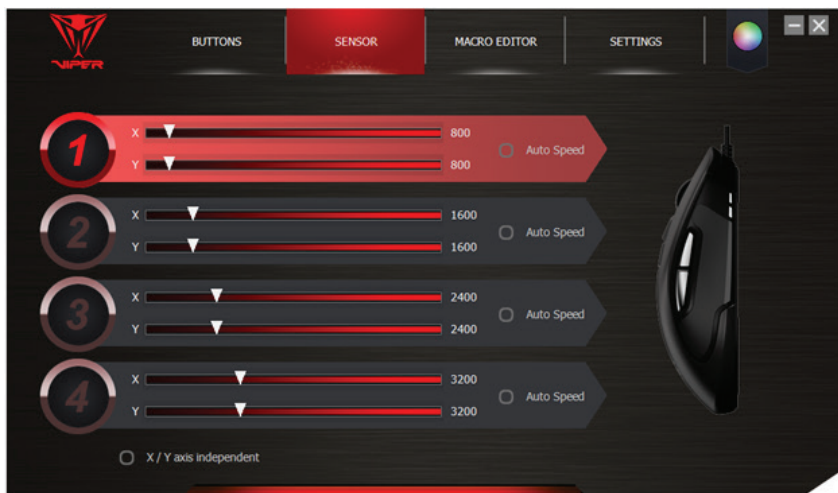 VIPER
BUTTONS
SENSOR
MACRO EDITOR
SETTINGS
1
X 800
Y 800
Auto Speed
2
X 1600
Y 1600
Auto Speed
3
X 2400
Y 2400
Auto Speed
4
X 3200
Y 3200
Auto Speed
X / Y axis independent